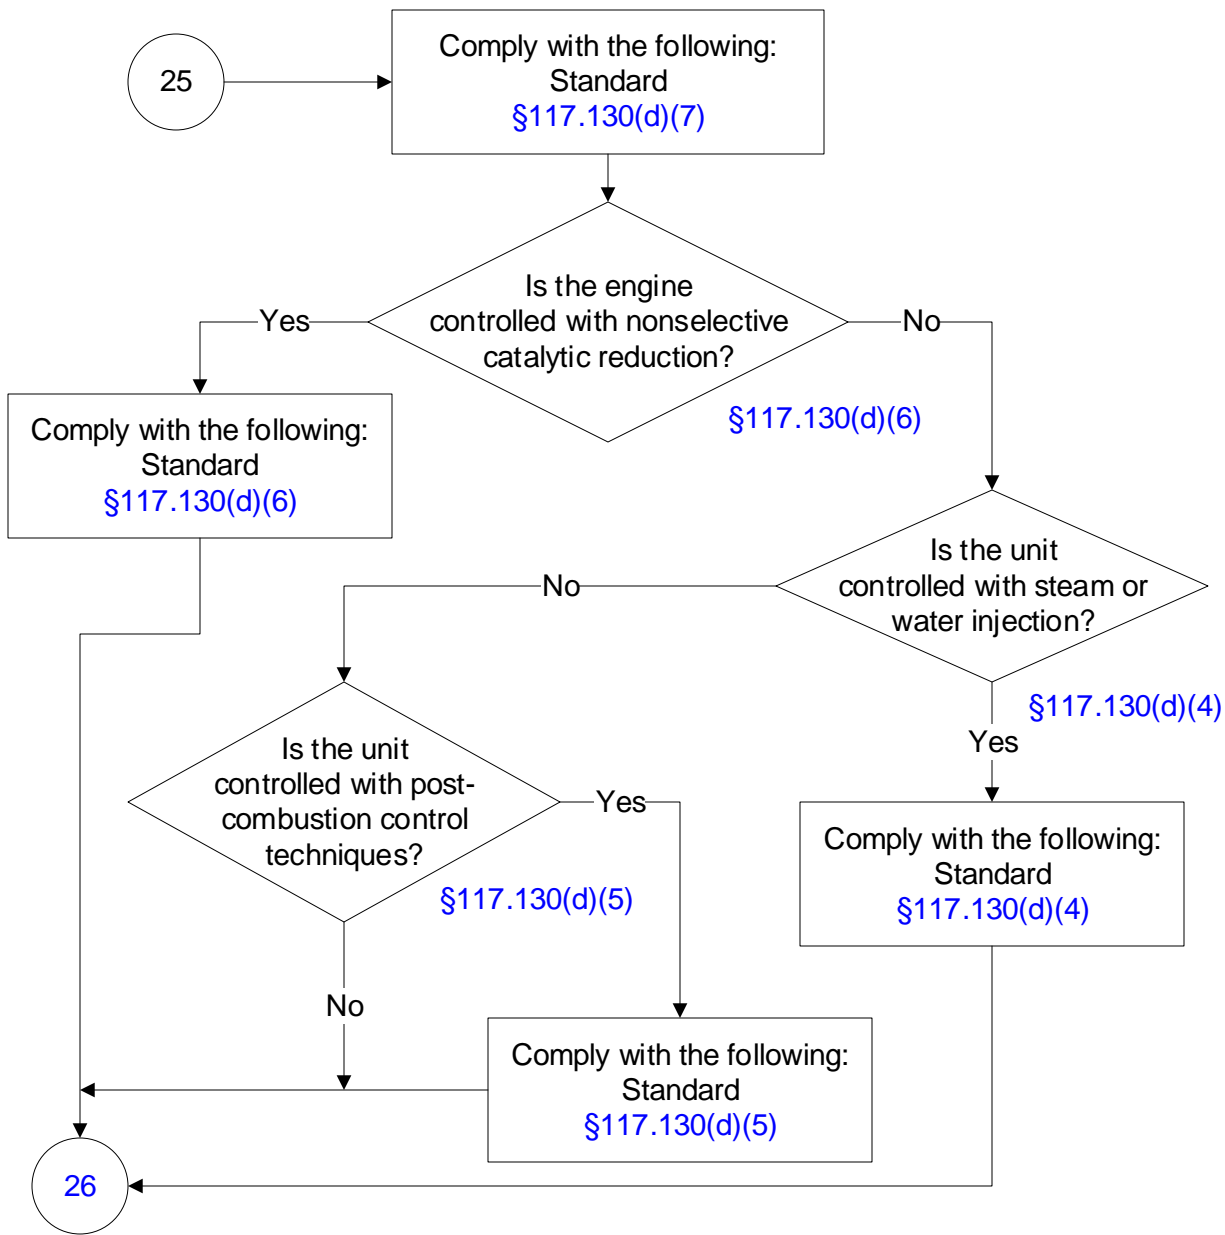 25
Comply with the following:
Standard
§117.130(d)(7)
Is the engine
controlled with nonselective
catalytic reduction?
Yes
No
§117.130(d)(6)
Comply with the following:
Standard
§117.130(d)(6)
Is the unit
controlled with steam or
water injection?
No
§117.130(d)(4)
Yes
Is the unit
controlled with post-
combustion control
techniques?
Yes
§117.130(d)(5)
Comply with the following:
Standard
§117.130(d)(4)
No
Comply with the following:
Standard
§117.130(d)(5)
26